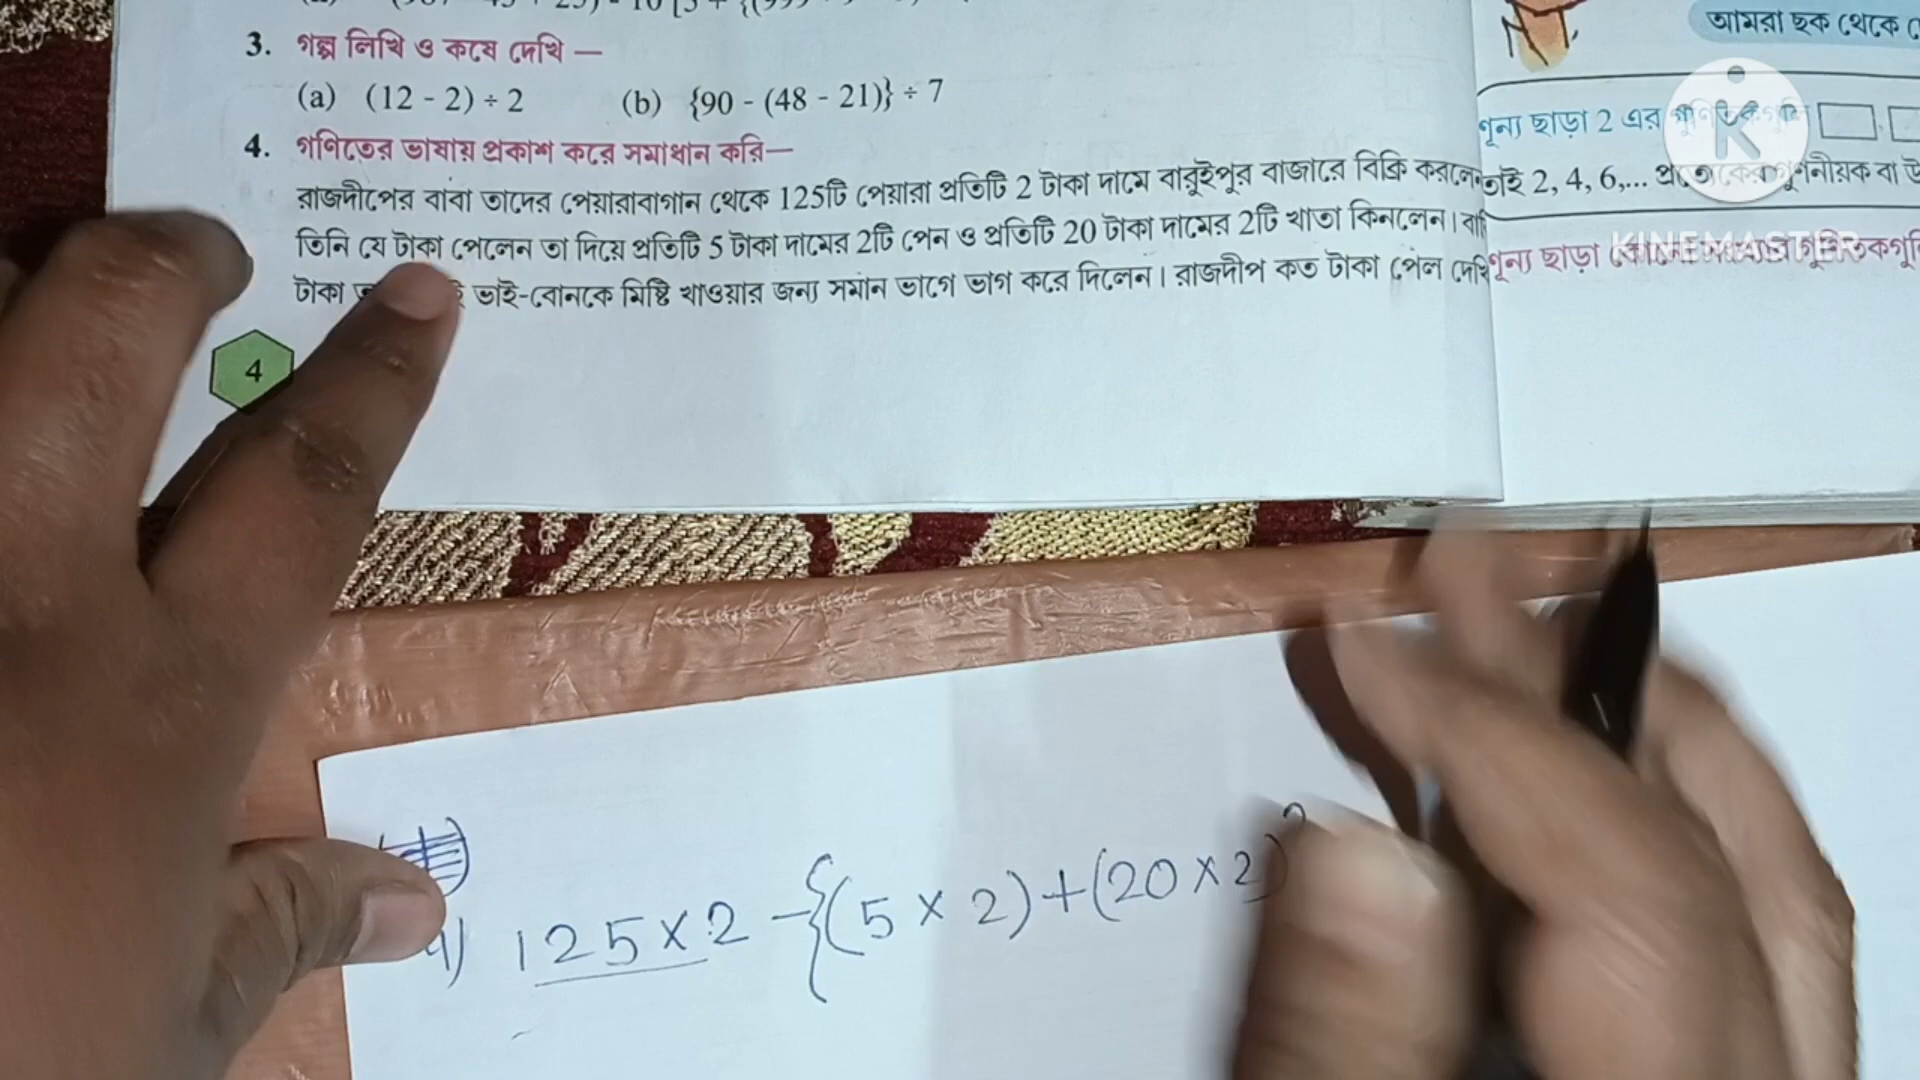 3. গল্প লিখি ও কষে দেখি —
(a) (12 - 2) ÷ 2 (b) {90 - (48 - 21)} ÷ 7
4. গণিতের ভাষায় প্রকাশ করে সমাধান করি—
রাজদীপের বাবা তাদের পেয়ারাবাগান থেকে 125টি পেয়ারা প্রতিটি 2 টাকা দামে বারুইপুর বাজারে বিক্রি করলেন
তিনি যে টাকা পেলেন তা দিয়ে প্রতিটি 5 টাকা দামের 2টি পেন ও প্রতিটি 20 টাকা দামের 2টি খাতা কিনলেন।
টাকা ভাই-বোনকে মিষ্টি খাওয়ার জন্য সমান ভাগে ভাগ করে দিলেন। রাজদীপ কত টাকা পেল দেখি
4
আমরা ছক থেকে
শূন্য ছাড়া 2 এর
তাই 2, 4, 6,...
শূন্য ছাড়া
KINEMASTER
125 × 2 - {(5 × 2) + (20 × 2)